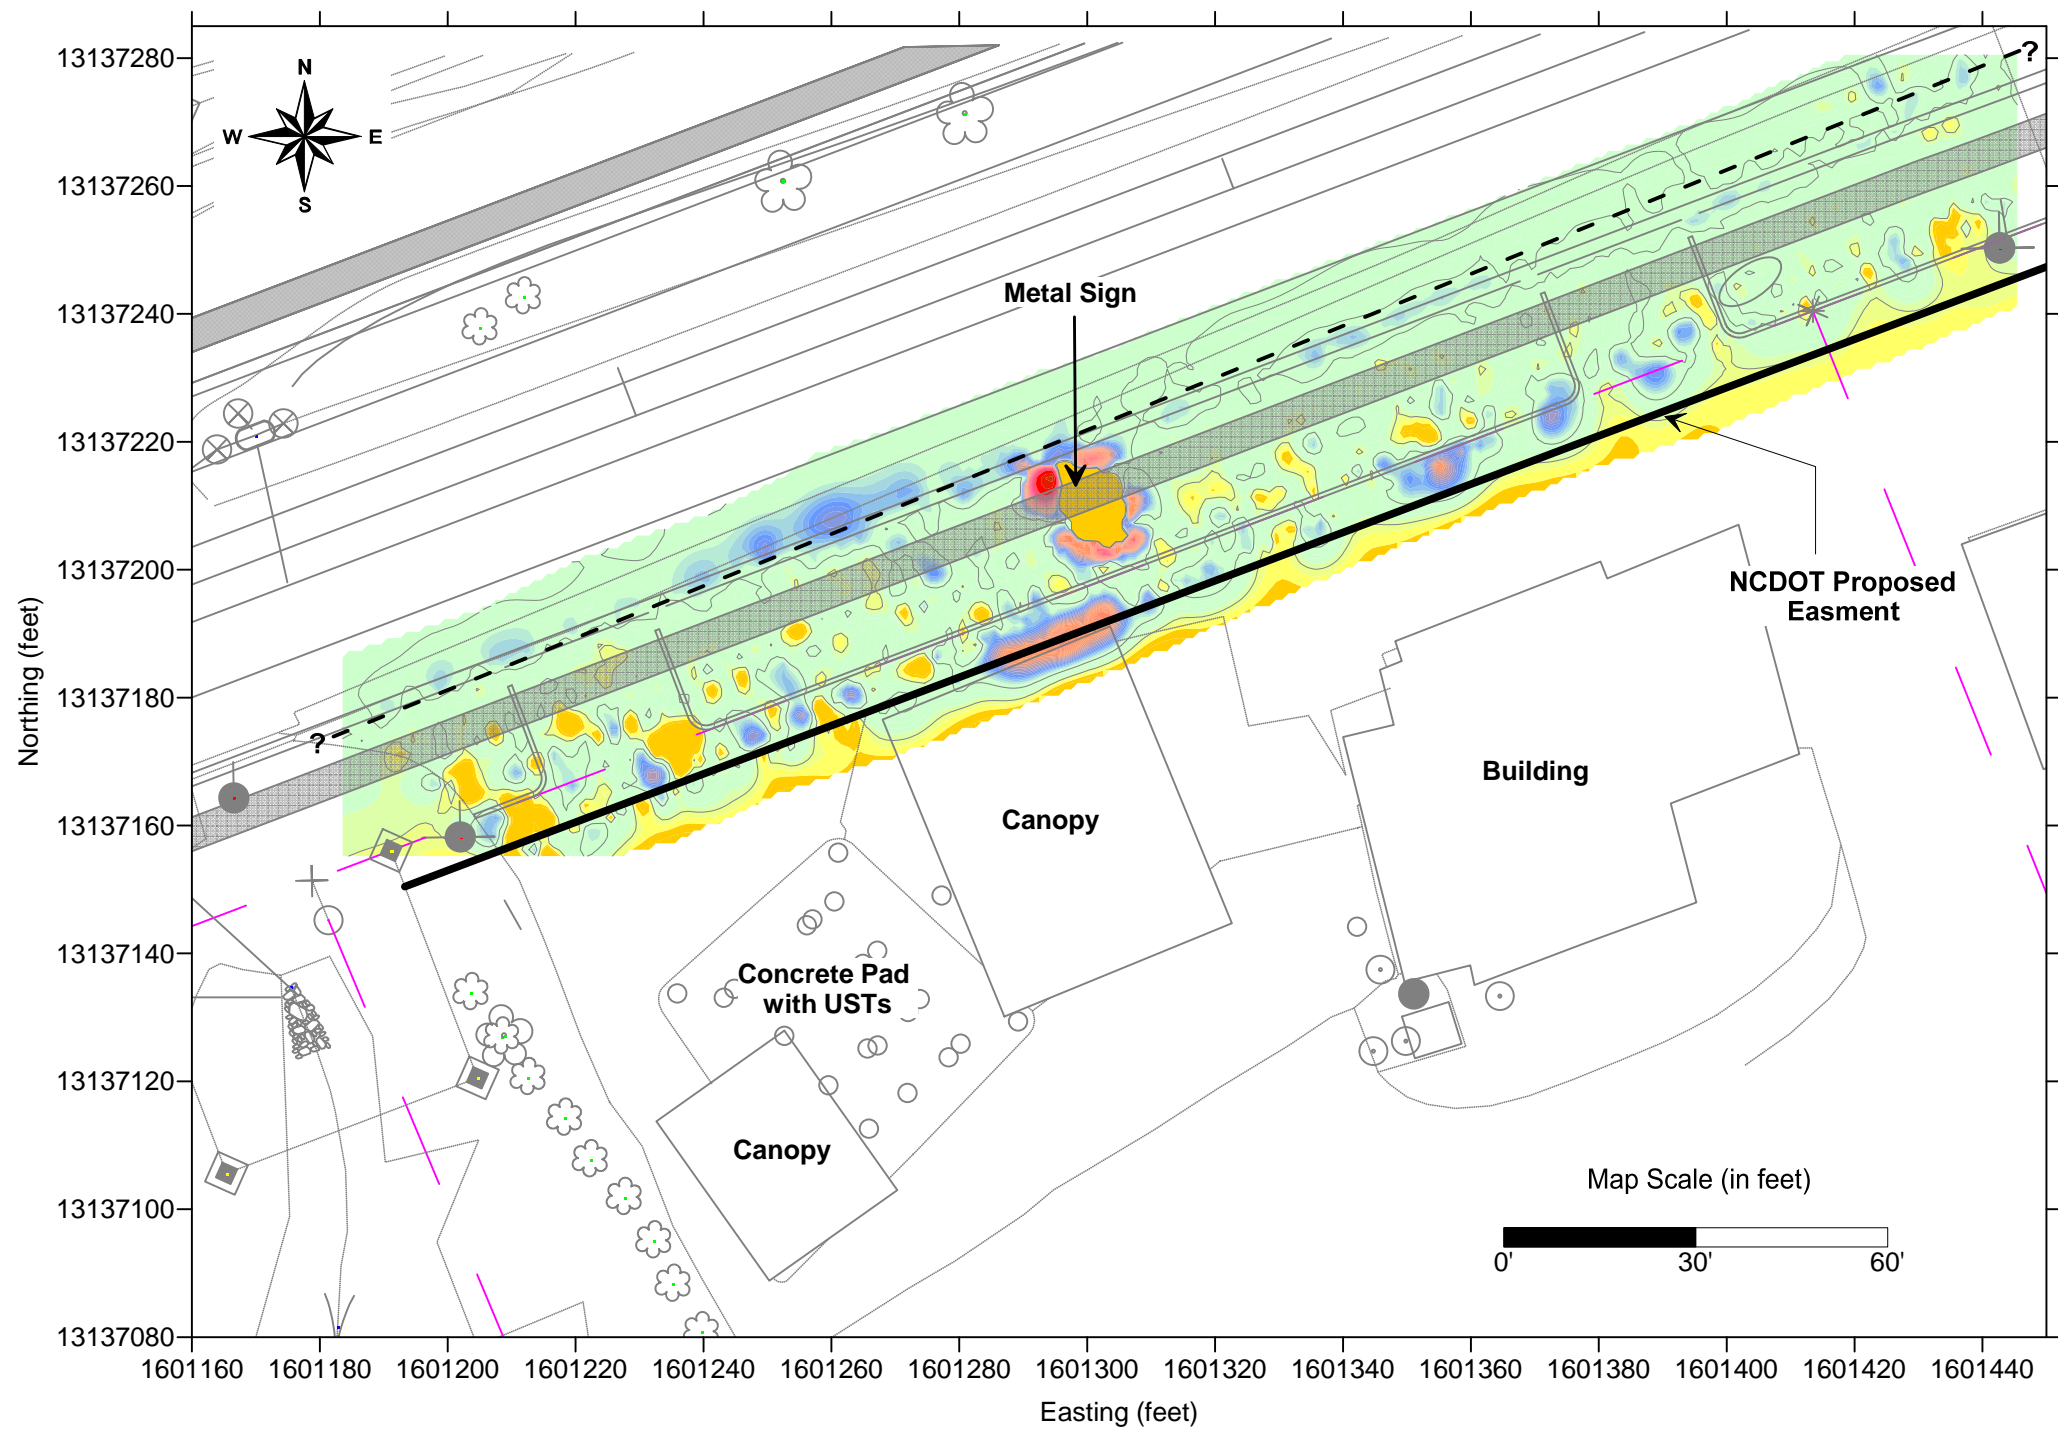 13137280
13137260
13137240
13137220
13137200
13137180
13137160
13137140
13137120
13137100
13137080
Northing (feet)
N
W
E
S
?
Metal Sign
?
NCDOT Proposed
Easment
Building
Canopy
Concrete Pad
with USTs
Canopy
Map Scale (in feet)
0'
30'
60'
1601160
1601180
1601200
1601220
1601240
1601260
1601280
1601300
1601320
1601340
1601360
1601380
1601400
1601420
1601440
Easting (feet)